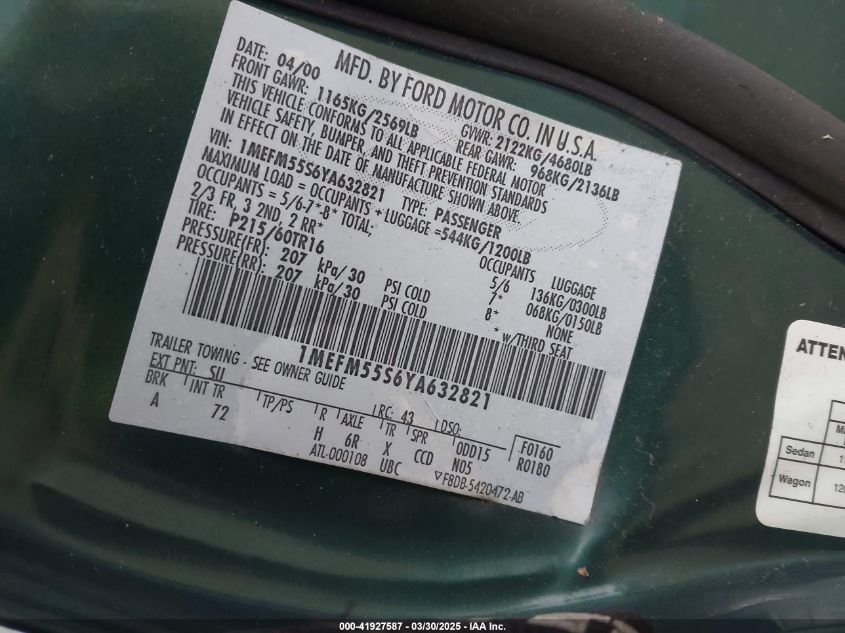 MFD. BY FORD MOTOR CO. IN U.S.A.
DATE: 04/00 GVWR: 2122KG/4680LB
FRONT GAWR: 1165KG/2569LB REAR GAWR: 968KG/2136LB
THIS VEHICLE CONFORMS TO ALL APPLICABLE FEDERAL MOTOR
VEHICLE SAFETY, BUMPER, AND THEFT PREVENTION STANDARDS
IN EFFECT ON THE DATE OF MANUFACTURE SHOWN ABOVE.
VIN: 1MEFM55S6YA632821 TYPE: PASSENGER
MAXIMUM LOAD = OCCUPANTS + LUGGAGE =544KG/1200LB
OCCUPANTS = 5/6-7*-8* TOTAL; OCCUPANTS LUGGAGE
2/3 FR, 3 2ND, 2 RR* 5/6 136KG/0300LB
TIRE: P215/60TR16 7* 068KG/0150LB
PRESSURE(FR): 207 kPa/30 PSI COLD 8* NONE
PRESSURE(RR): 207 kPa/30 PSI COLD * W/THIRD SEAT
1MEFM55S6YA632821
TRAILER TOWING - SEE OWNER GUIDE
EXT PNT: SU RC: 43 DSO: F0160
BRK INT TR TP/PS R AXLE TR SPR 0DD15 R0180
A 72 H 6R X CCD N05
ATL-000108 UBC F8DB-5420472-AB
ATTEN
Sedan
Wagon
000-41927587 - 03/30/2025 - IAA Inc.